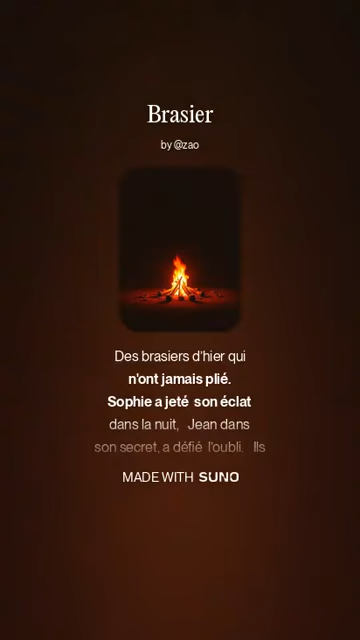 Brasier
by @zao
Des brasiers d'hier qui
n'ont jamais plié.
Sophie a jeté son éclat
dans la nuit, Jean dans
son secret, a défié l'oubli. Ils
MADE WITH SUNO